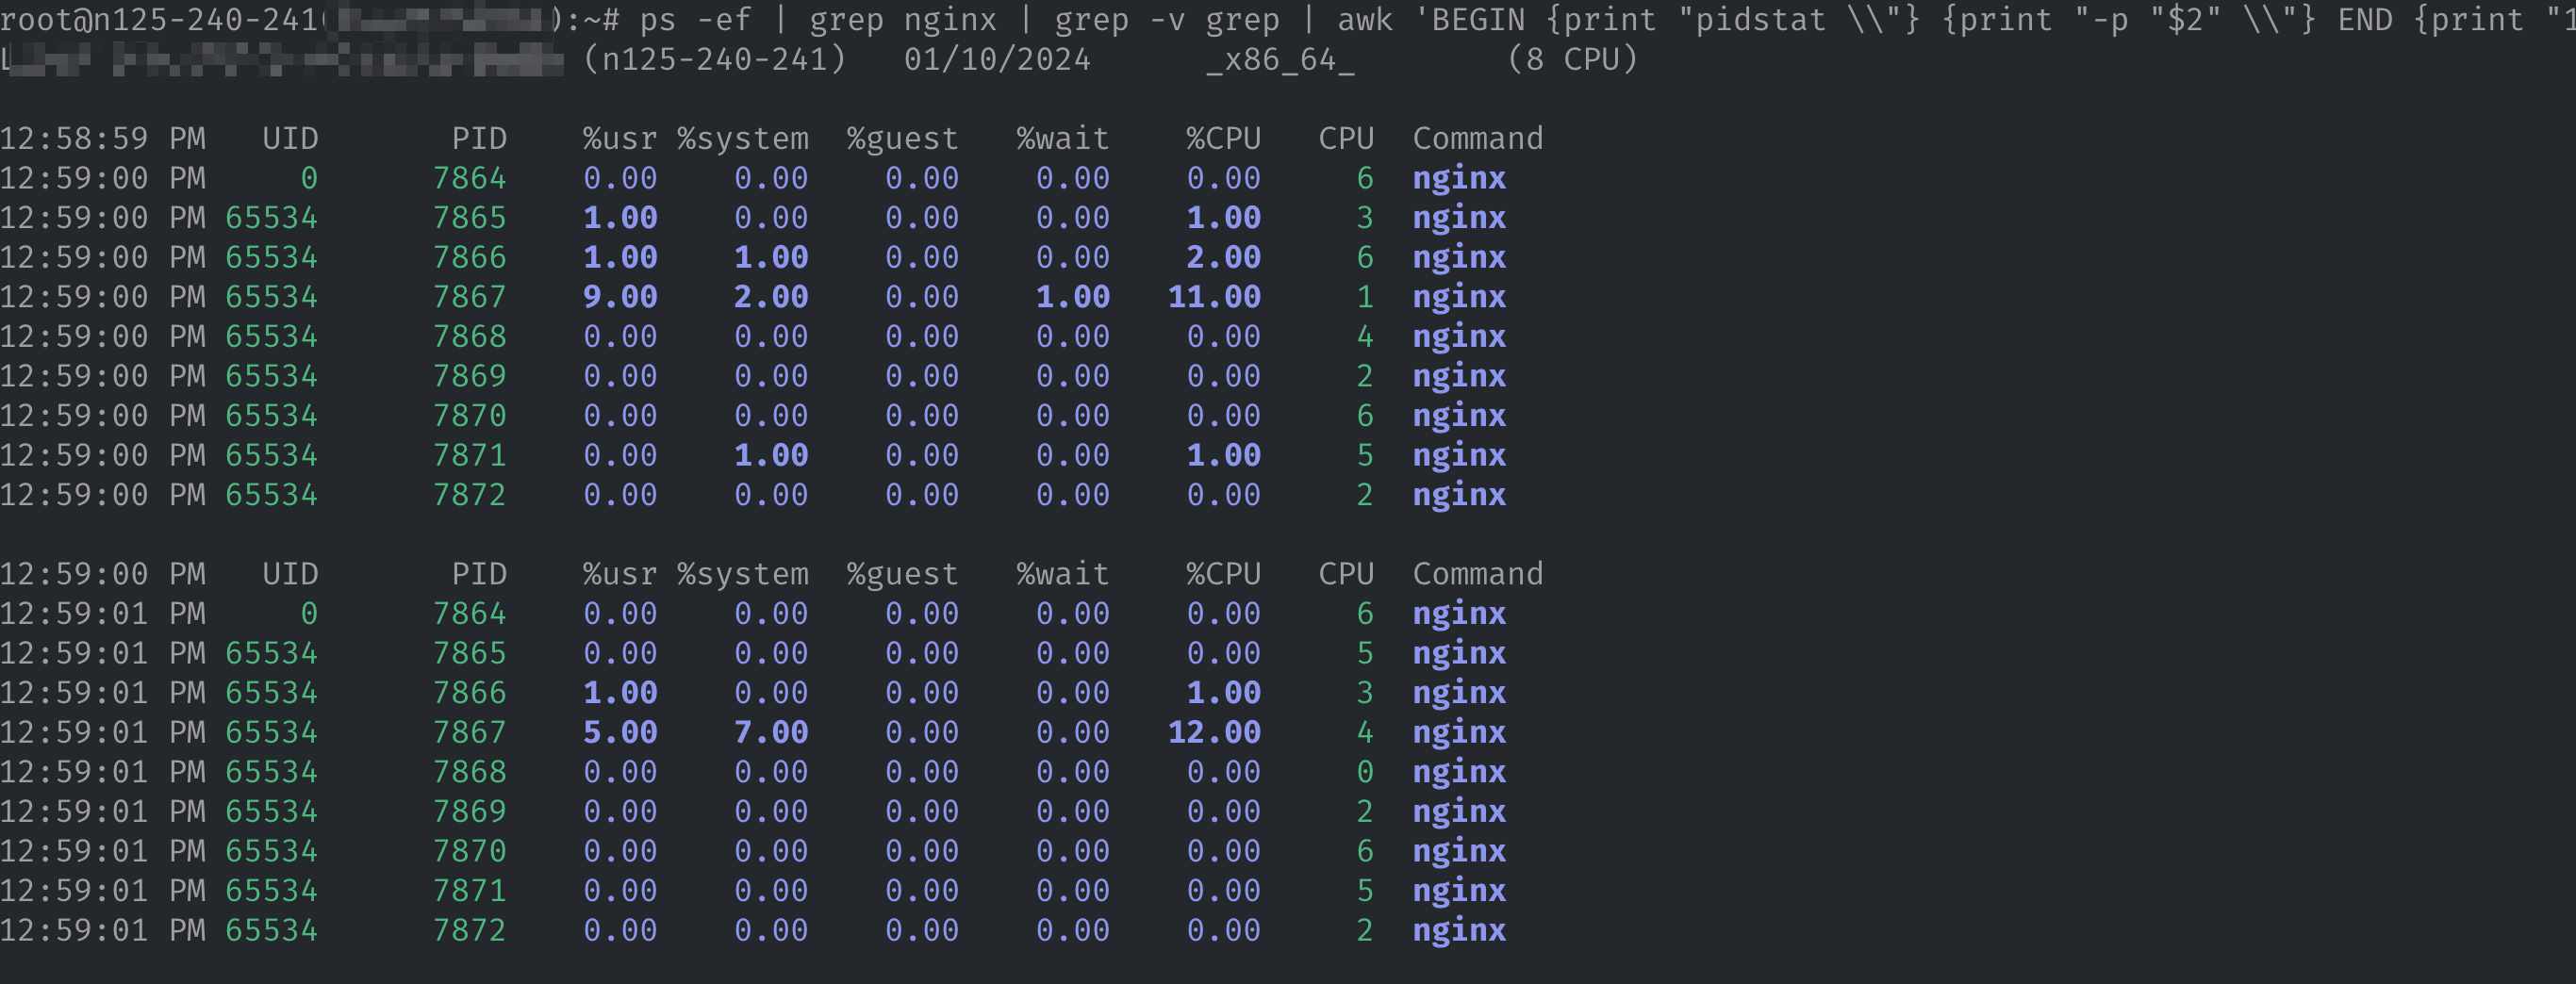 root@n125-240-241( ):~# ps -ef | grep nginx | grep -v grep | awk 'BEGIN {print "pidstat \\"} {print "-p "$2" \\"} END {print "1
(n125-240-241) 01/10/2024 _x86_64_ (8 CPU)
12:58:59 PM UID PID %usr %system %guest %wait %CPU CPU Command
12:59:00 PM 0 7864 0.00 0.00 0.00 0.00 0.00 6 nginx
12:59:00 PM 65534 7865 1.00 0.00 0.00 0.00 1.00 3 nginx
12:59:00 PM 65534 7866 1.00 1.00 0.00 0.00 2.00 6 nginx
12:59:00 PM 65534 7867 9.00 2.00 0.00 1.00 11.00 1 nginx
12:59:00 PM 65534 7868 0.00 0.00 0.00 0.00 0.00 4 nginx
12:59:00 PM 65534 7869 0.00 0.00 0.00 0.00 0.00 2 nginx
12:59:00 PM 65534 7870 0.00 0.00 0.00 0.00 0.00 6 nginx
12:59:00 PM 65534 7871 0.00 1.00 0.00 0.00 1.00 5 nginx
12:59:00 PM 65534 7872 0.00 0.00 0.00 0.00 0.00 2 nginx
12:59:00 PM UID PID %usr %system %guest %wait %CPU CPU Command
12:59:01 PM 0 7864 0.00 0.00 0.00 0.00 0.00 6 nginx
12:59:01 PM 65534 7865 0.00 0.00 0.00 0.00 0.00 5 nginx
12:59:01 PM 65534 7866 1.00 0.00 0.00 0.00 1.00 3 nginx
12:59:01 PM 65534 7867 5.00 7.00 0.00 0.00 12.00 4 nginx
12:59:01 PM 65534 7868 0.00 0.00 0.00 0.00 0.00 0 nginx
12:59:01 PM 65534 7869 0.00 0.00 0.00 0.00 0.00 2 nginx
12:59:01 PM 65534 7870 0.00 0.00 0.00 0.00 0.00 6 nginx
12:59:01 PM 65534 7871 0.00 0.00 0.00 0.00 0.00 5 nginx
12:59:01 PM 65534 7872 0.00 0.00 0.00 0.00 0.00 2 nginx